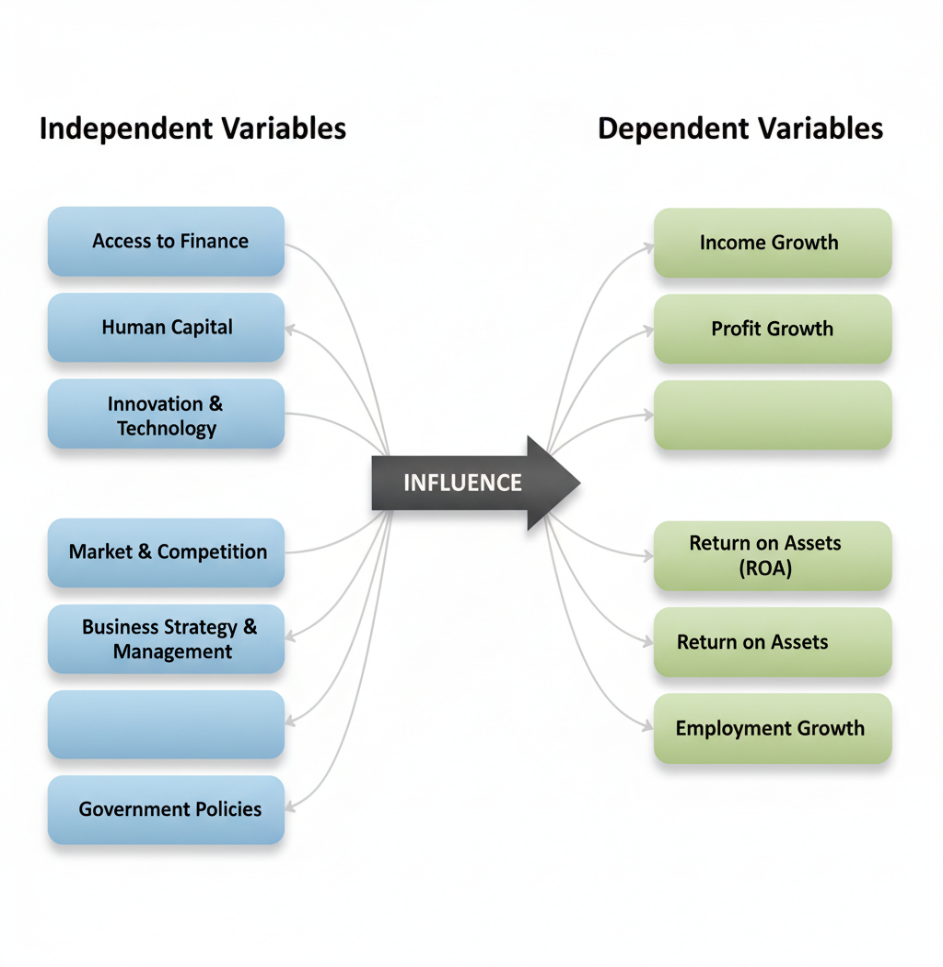 Independent Variables
Dependent Variables
Access to Finance
Human Capital
Innovation &
Technology
Market & Competition
Business Strategy &
Management
Government Policies
INFLUENCE
Income Growth
Profit Growth
Return on Assets
(ROA)
Return on Assets
Employment Growth